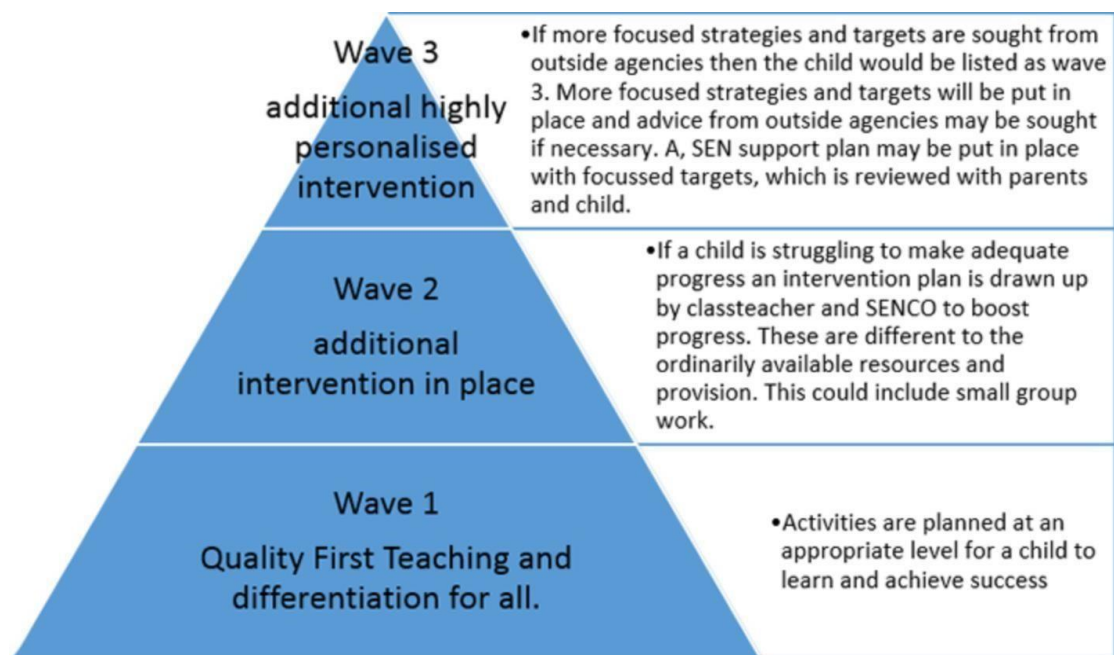 Wave 3
additional highly
personalised
intervention
•If more focused strategies and targets are sought from
outside agencies then the child would be listed as wave
3. More focused strategies and targets will be put in
place and advice from outside agencies may be sought
if necessary. A, SEN support plan may be put in place
with focussed targets, which is reviewed with parents
and child.
Wave 2
additional
intervention in place
•If a child is struggling to make adequate
progress an intervention plan is drawn up
by classteacher and SENCO to boost
progress. These are different to the
ordinarily available resources and
provision. This could include small group
work.
Wave 1
Quality First Teaching and
differentiation for all.
•Activities are planned at an
appropriate level for a child to
learn and achieve success